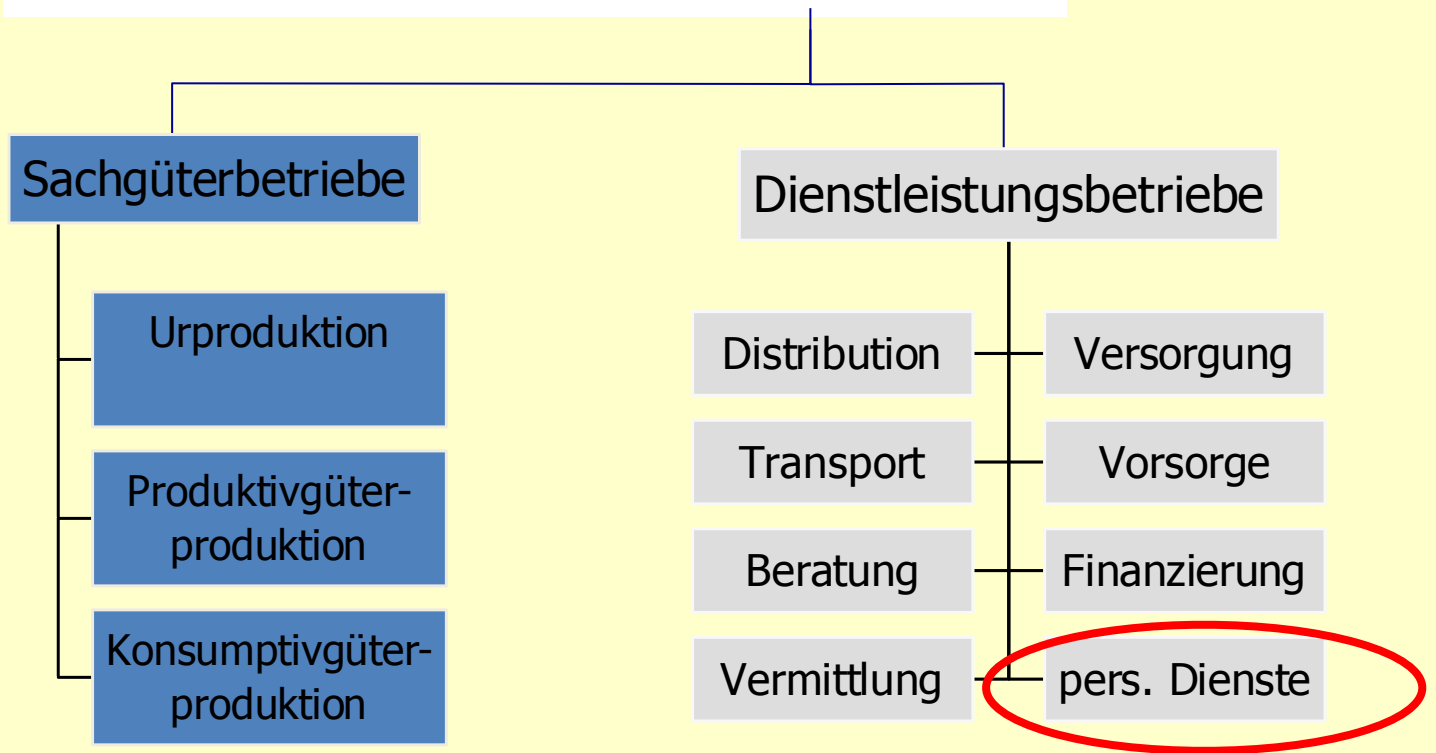 Sachgüterbetriebe
Dienstleistungsbetriebe
Urproduktion
Produktivgüter-
produktion
Konsumptivgüter-
produktion
Distribution
Versorgung
Transport
Vorsorge
Beratung
Finanzierung
Vermittlung
pers. Dienste